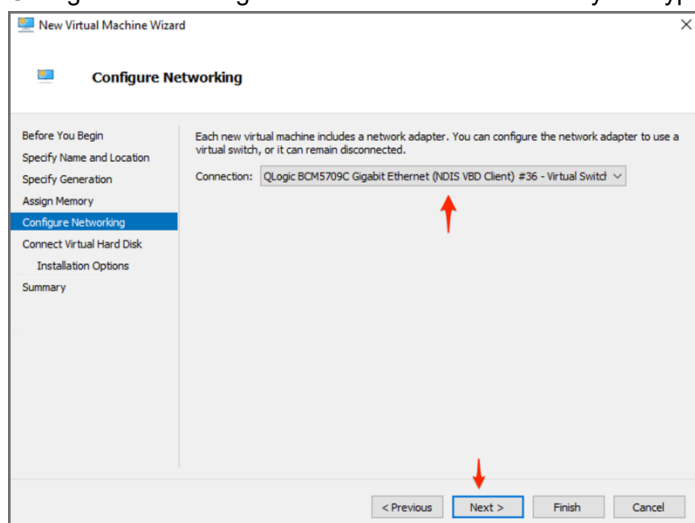 New Virtual Machine Wizard
Configure Networking
Before You Begin
Specify Name and Location
Specify Generation
Assign Memory
Configure Networking
Connect Virtual Hard Disk
Installation Options
Summary
Each new virtual machine includes a network adapter. You can configure the network adapter to use a
virtual switch, or it can remain disconnected.
Connection: QLogic BCM5709C Gigabit Ethernet (NDIS VBD Client) #36 - Virtual Switch
< Previous Next > Finish Cancel